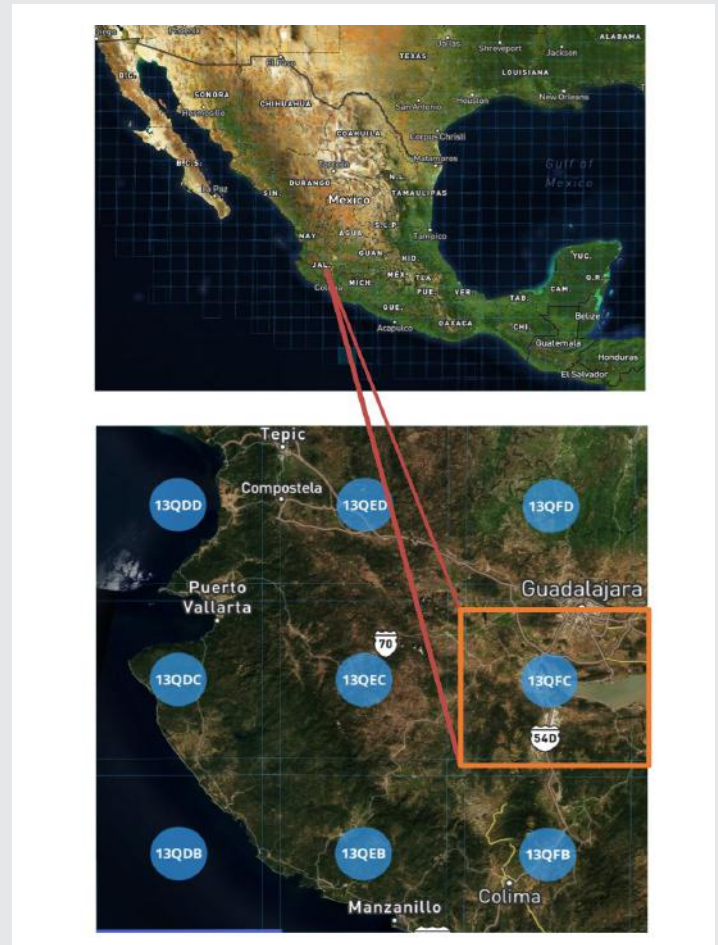 Diego
Phoenix
Dallas
Shreveport
Jackson
ALABAMA
TEXAS
El Paso
LOUISIANA
B.C.
SONORA
CHIHUAHUA
San Antonio
Houston
New Orleans
Hermosillo
COAHUILA
Corpus Christi
Matamoros
Gulf of
Mexico
B.C.S.
Torreón
N.L.
La Paz
SIN.
DURANGO
TAMAULIPAS
Mexico
S.L.P.
NAY.
AGUA.
Tampico
GUAN.
HID.
YUC.
JAL.
MÉX.
TLA.
Q.R.
Colima
MICH.
PUE.
VER.
CAM.
TAB.
GUE.
Belize
Acapulco
OAXACA
CHI.
Guatemala
Honduras
El Salvador
Tepic
Compostela
13QDD
13QED
13QFD
Puerto
Vallarta
Guadalajara
70
13QDC
13QEC
13QFC
54D
13QDB
13QEB
13QFB
Colima
Manzanillo